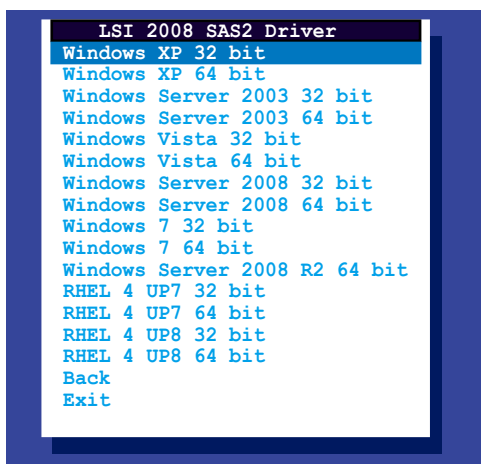 LSI 2008 SAS2 Driver
Windows XP 32 bit
Windows XP 64 bit
Windows Server 2003 32 bit
Windows Server 2003 64 bit
Windows Vista 32 bit
Windows Vista 64 bit
Windows Server 2008 32 bit
Windows Server 2008 64 bit
Windows 7 32 bit
Windows 7 64 bit
Windows Server 2008 R2 64 bit
RHEL 4 UP7 32 bit
RHEL 4 UP7 64 bit
RHEL 4 UP8 32 bit
RHEL 4 UP8 64 bit
Back
Exit